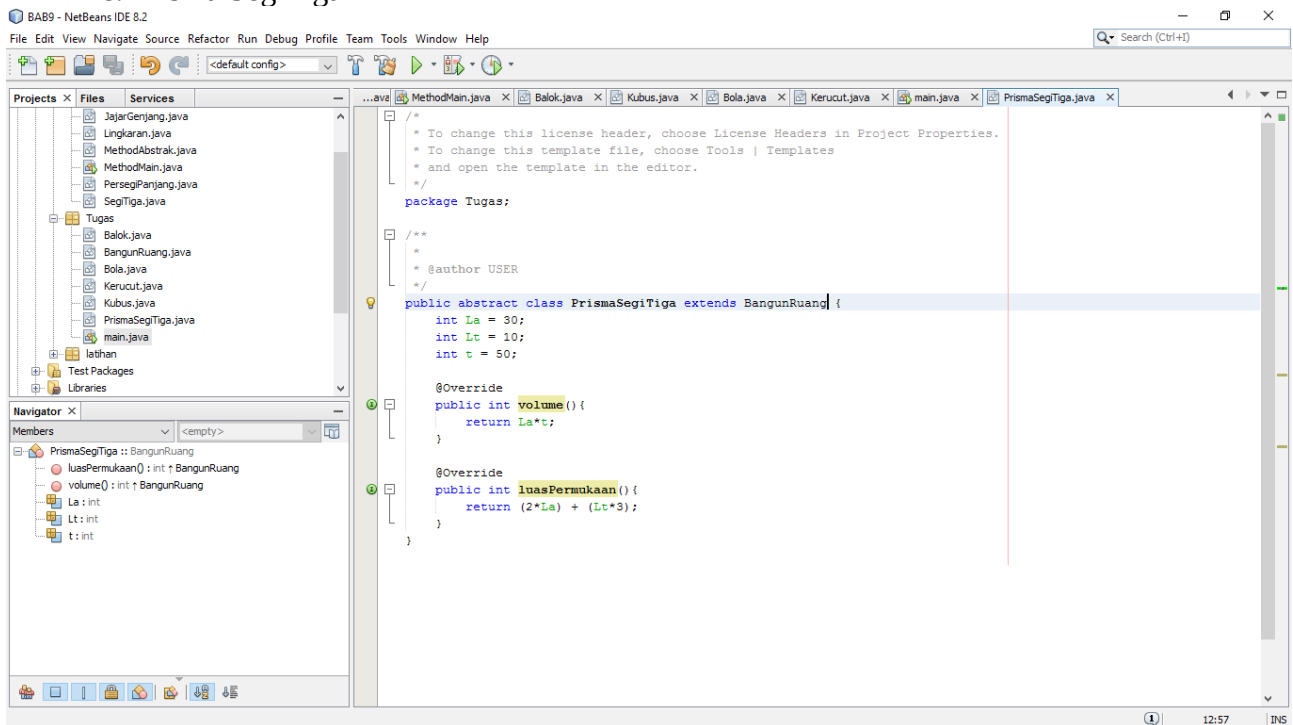 BAB9 - NetBeans IDE 8.2
File Edit View Navigate Source Refactor Run Debug Profile Team Tools Window Help
Search (Ctrl+I)
<default config>
Projects Files Services
JajarGenjang.java
Lingkaran.java
MethodAbstrak.java
MethodMain.java
PersegiPanjang.java
SegiTiga.java
Tugas
Balok.java
BangunRuang.java
Bola.java
Kerucut.java
Kubus.java
PrismaSegiTiga.java
main.java
latihan
Test Packages
Libraries
Navigator
Members <empty>
PrismaSegiTiga :: BangunRuang
luasPermukaan() : int ↑ BangunRuang
volume() : int ↑ BangunRuang
La : int
Lt : int
t : int
...ava MethodMain.java Balok.java Kubus.java Bola.java Kerucut.java main.java PrismaSegiTiga.java
/*
* To change this license header, choose License Headers in Project Properties.
* To change this template file, choose Tools | Templates
* and open the template in the editor.
*/
package Tugas;
/**
*
* @author USER
*/
public abstract class PrismaSegiTiga extends BangunRuang {
int La = 30;
int Lt = 10;
int t = 50;
@Override
public int volume(){
return La*t;
}
@Override
public int luasPermukaan(){
return (2*La) + (Lt*3);
}
}
1 12:57 INS